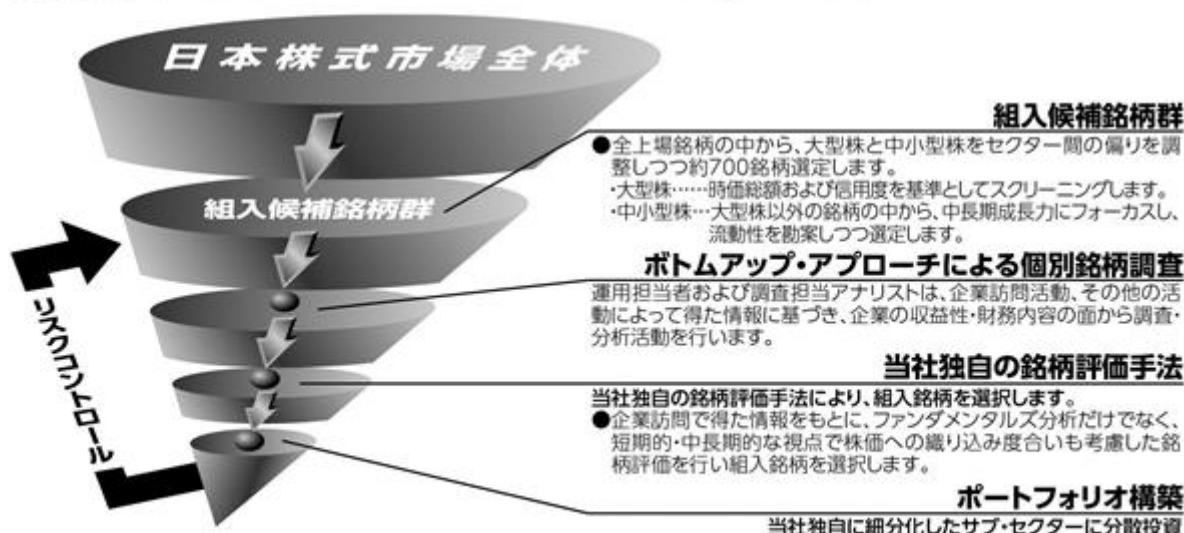 日本株式市場全体
組入候補銘柄群
リスクコントロール
組入候補銘柄群
●全上場銘柄の中から、大型株と中小型株をセクター間の偏りを調
整しつつ約700銘柄選定します。
・大型株……時価総額および信用度を基準としてスクリーニングします。
・中小型株…大型株以外の銘柄の中から、中長期成長力にフォーカスし、
流動性を勘案しつつ選定します。
ボトムアップ・アプローチによる個別銘柄調査
運用担当者および調査担当アナリストは、企業訪問活動、その他の活
動によって得た情報に基づき、企業の収益性・財務内容の面から調査・
分析活動を行います。
当社独自の銘柄評価手法
当社独自の銘柄評価手法により、組入銘柄を選択します。
●企業訪問で得た情報をもとに、ファンダメンタルズ分析だけでなく、
短期的・中長期的な視点で株価への織り込み度合いも考慮した銘
柄評価を行い組入銘柄を選択します。
ポートフォリオ構築
当社独自に細分化したサブ・セクターに分散投資